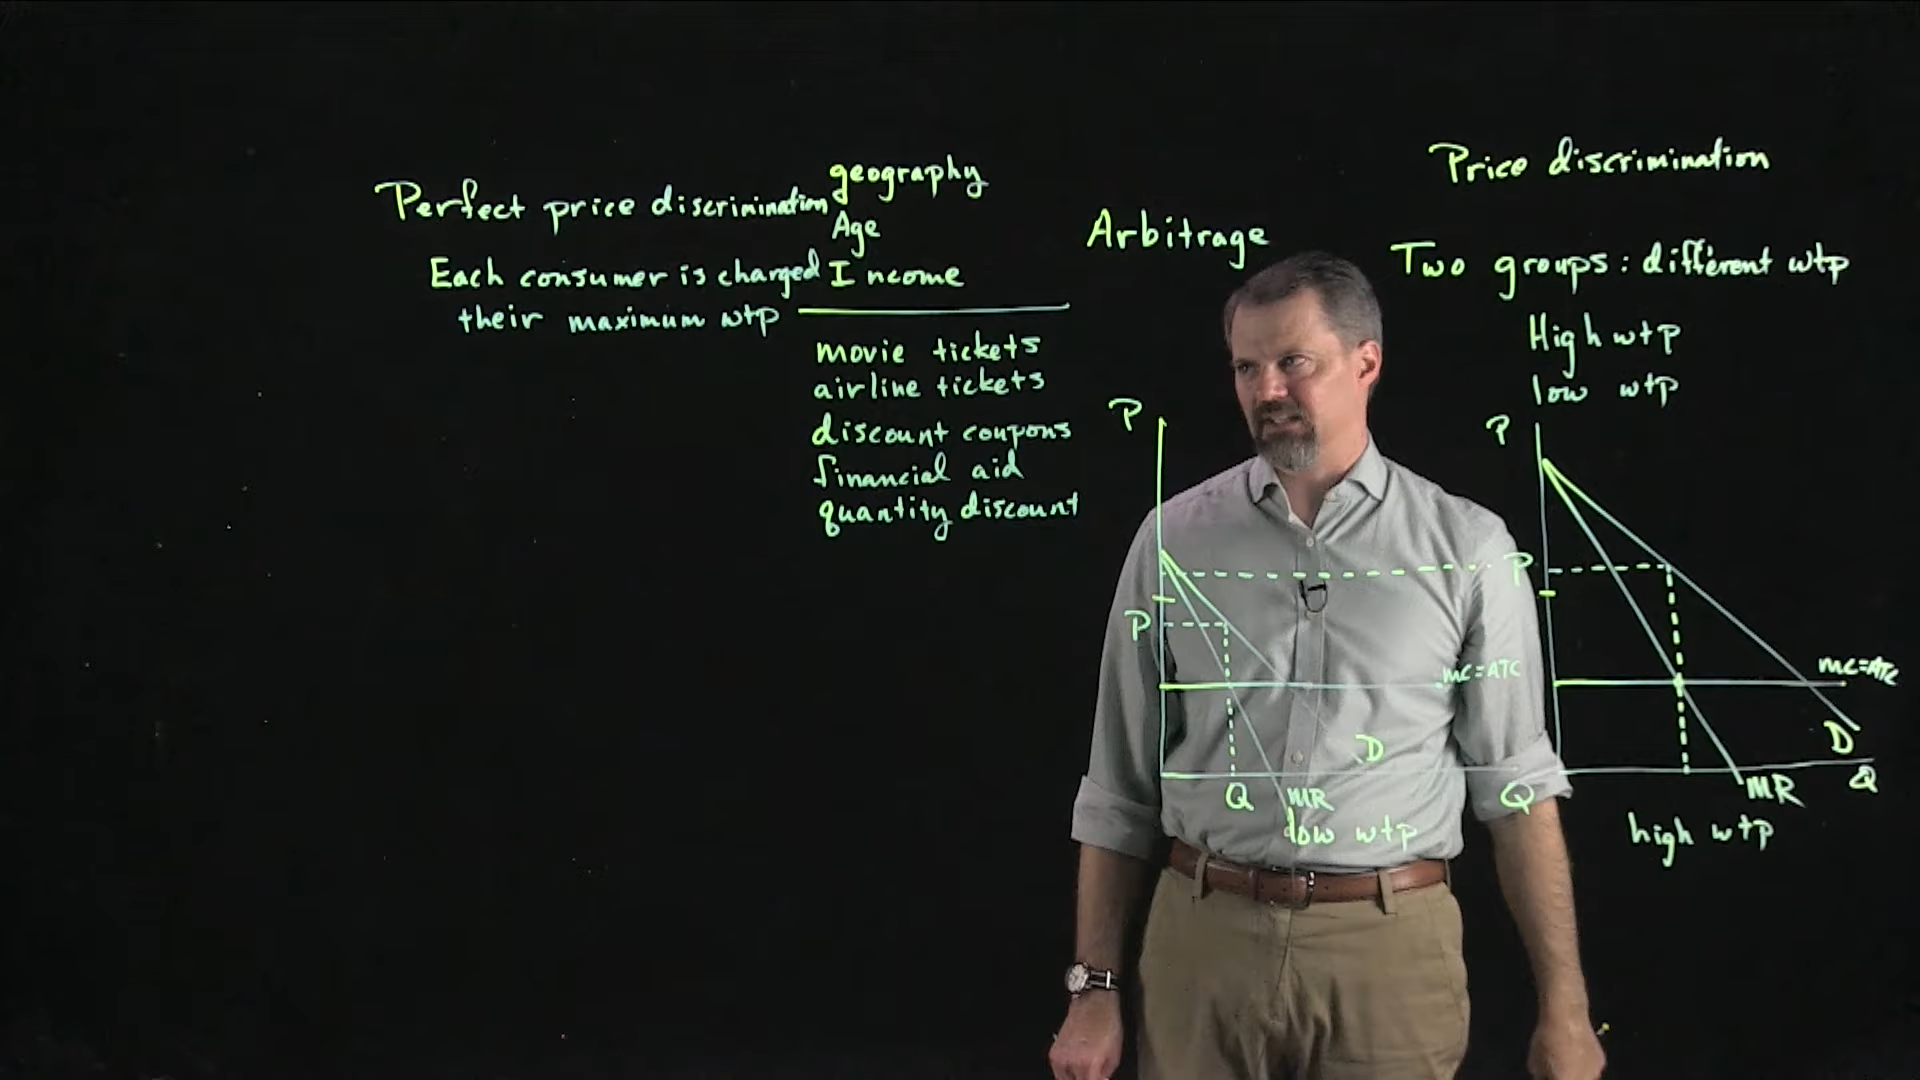 Perfect price discrimination
Each consumer is charged
their maximum wtp
geography
Age
Income
movie tickets
airline tickets
discount coupons
financial aid
quantity discount
Arbitrage
Price discrimination
Two groups: different wtp
High wtp
low wtp
P
P
MC=ATC
D
Q
MR
Q
low wtp
P
P
MC=ATC
D
Q
MR
high wtp